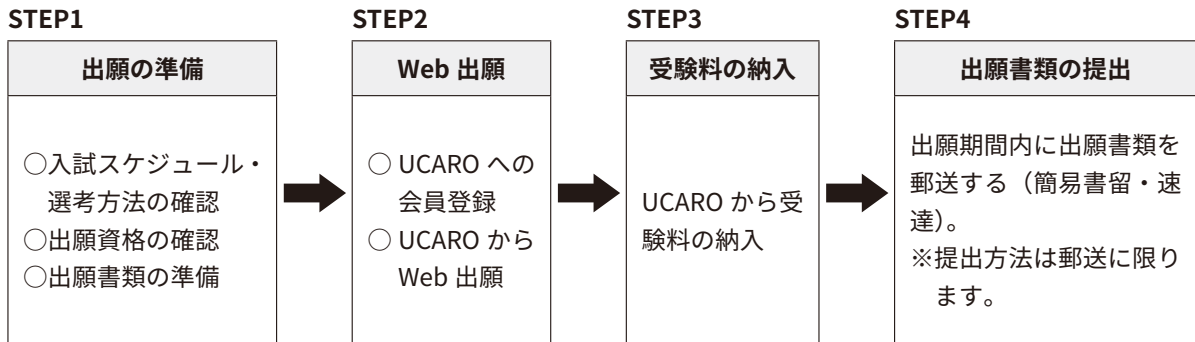 STEP1
出願の準備
○入試スケジュール・
選考方法の確認
○出願資格の確認
○出願書類の準備
STEP2
Web 出願
○ UCARO への
会員登録
○ UCARO から
Web 出願
STEP3
受験料の納入
UCARO から受
験料の納入
STEP4
出願書類の提出
出願期間内に出願書類を
郵送する（簡易書留・速
達）。
※提出方法は郵送に限り
ます。